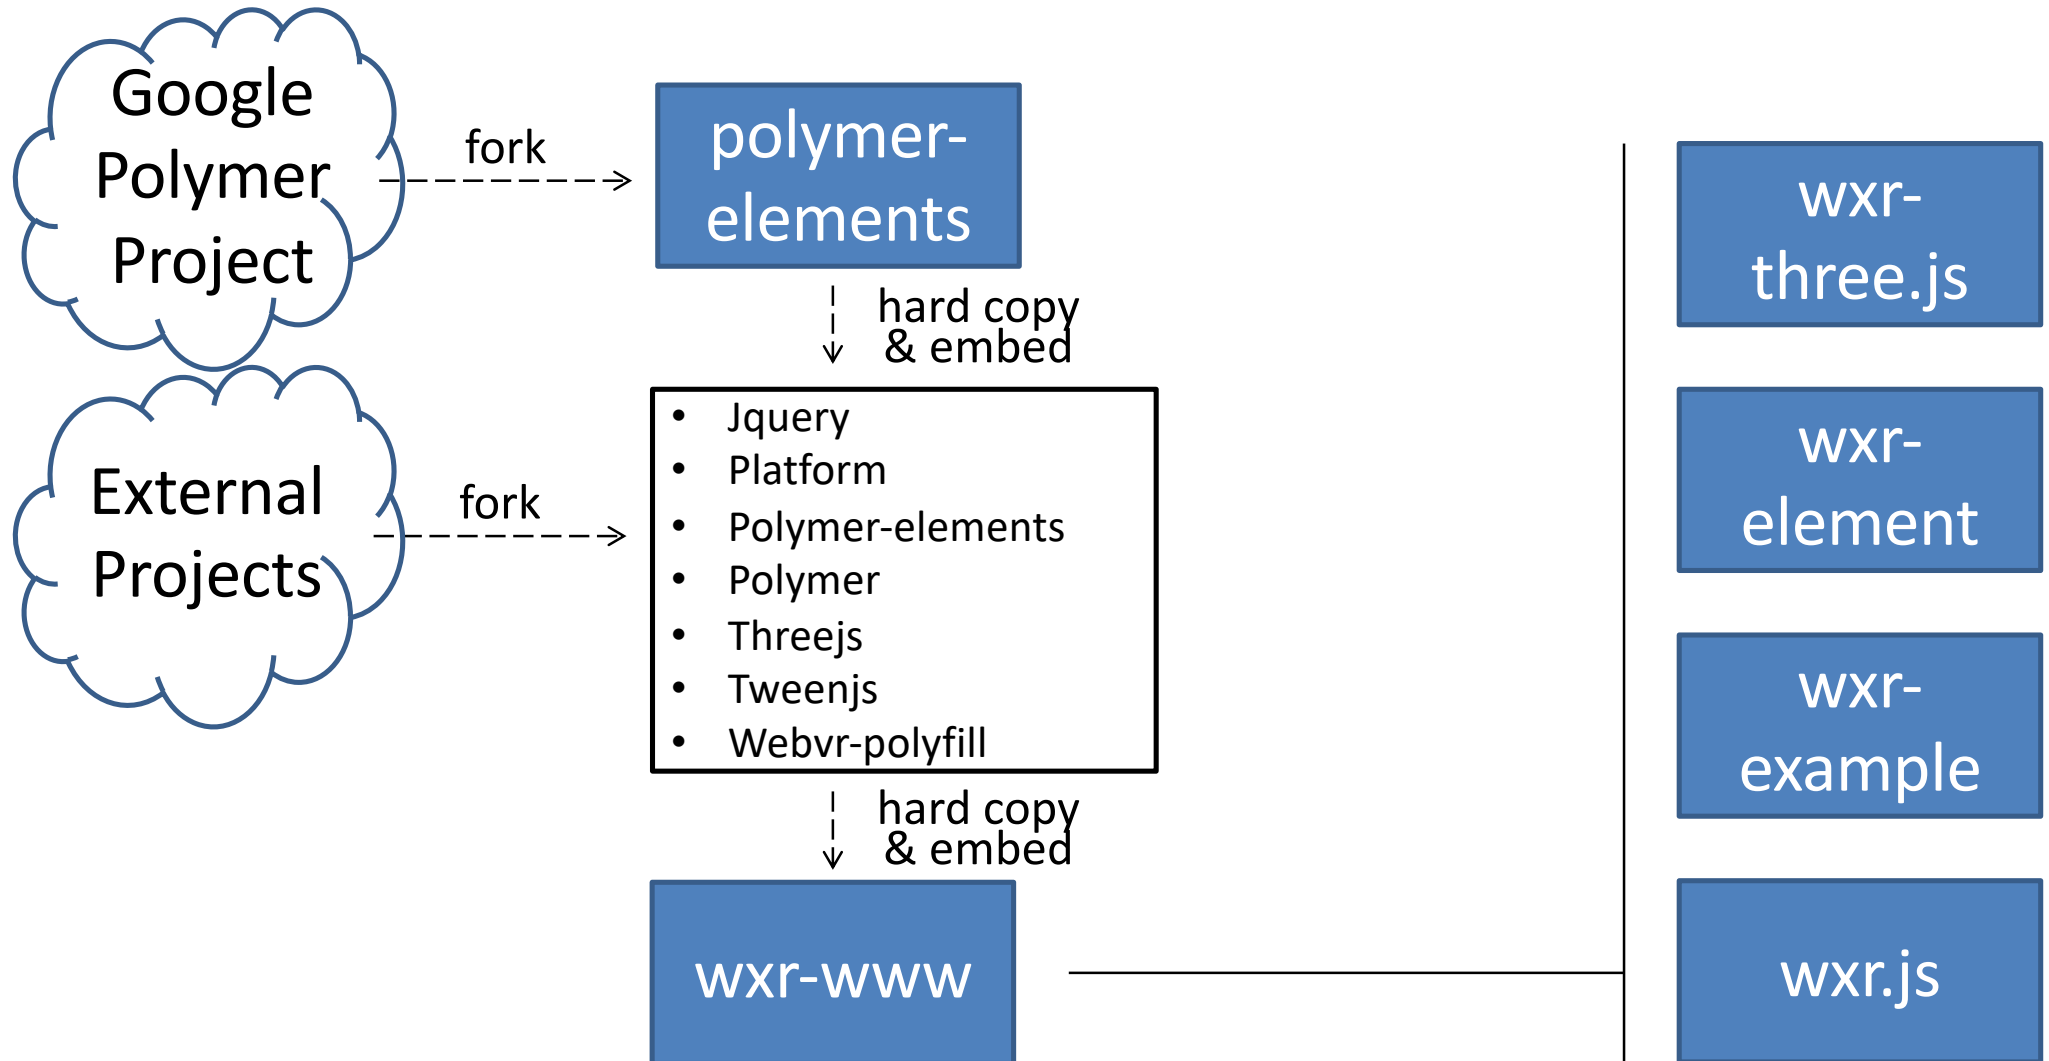 Google
Polymer
Project
fork
polymer-
elements
hard copy
& embed
External
Projects
fork
• Jquery
• Platform
• Polymer-elements
• Polymer
• Threejs
• Tweenjs
• Webvr-polyfill
hard copy
& embed
wxr-www
wxr-
three.js
wxr-
element
wxr-
example
wxr.js